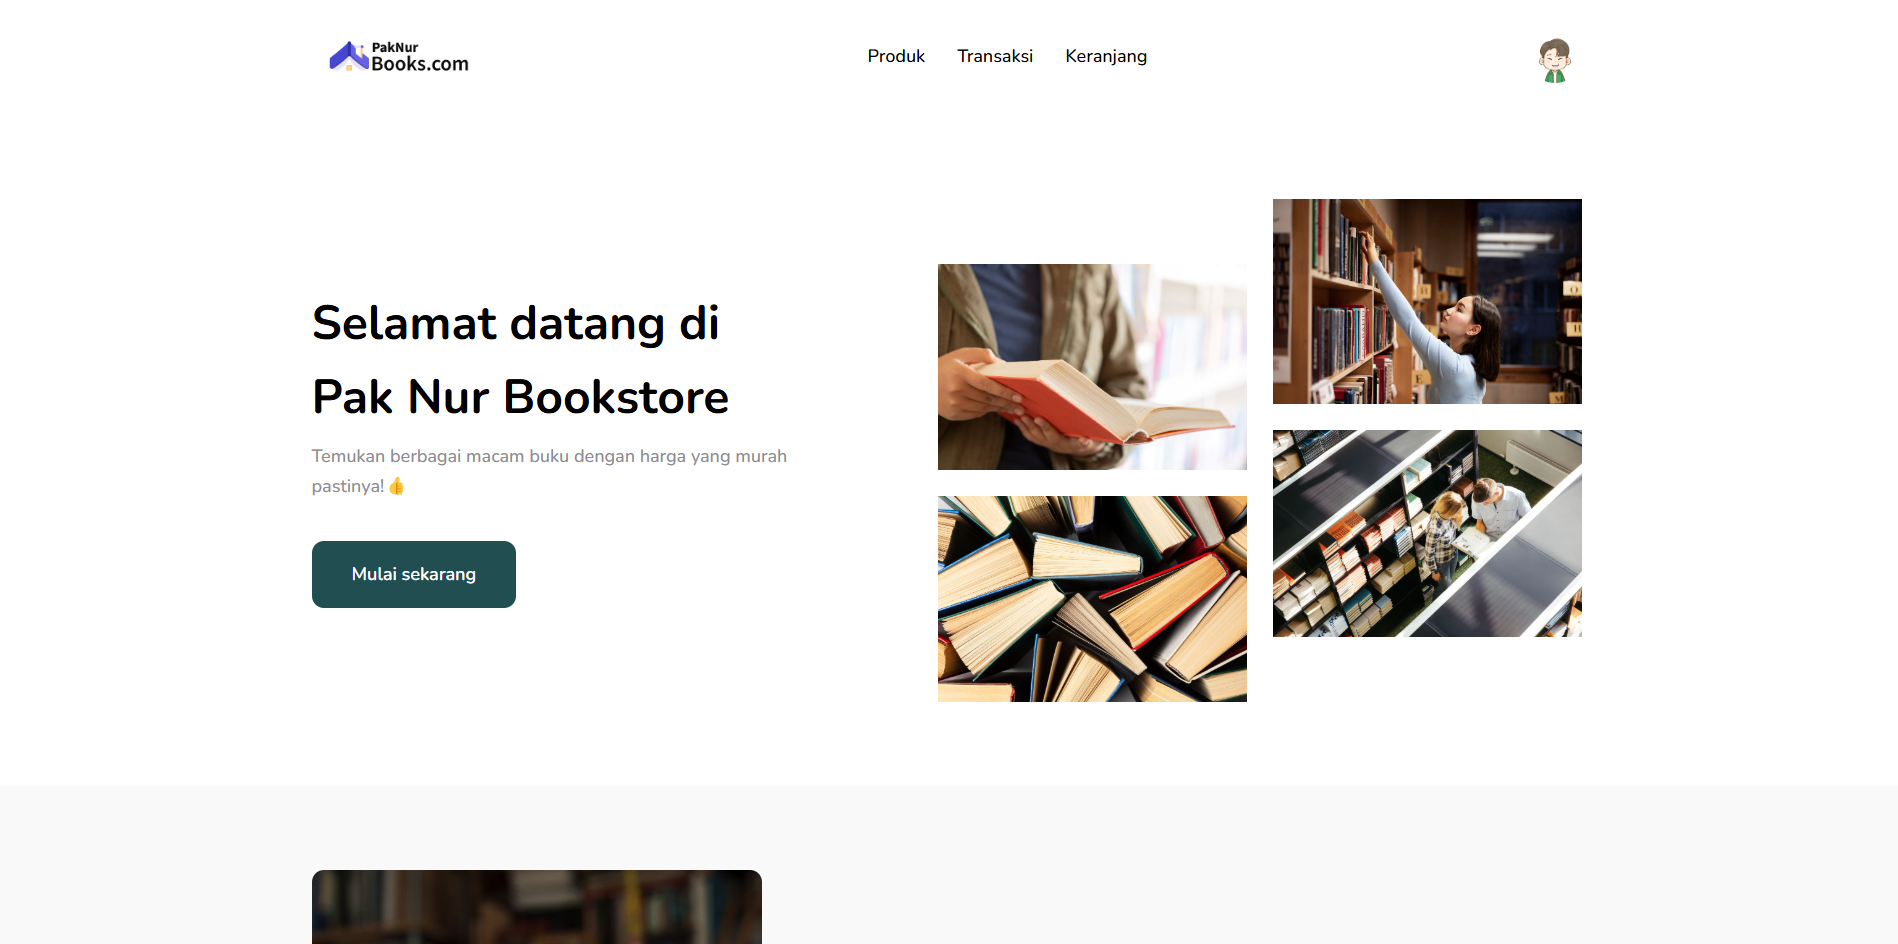 PakNur
Books.com
Produk
Transaksi
Keranjang
Selamat datang di
Pak Nur Bookstore
Temukan berbagai macam buku dengan harga yang murah
pastinya! 👍
Mulai sekarang
H
E
O
H
M